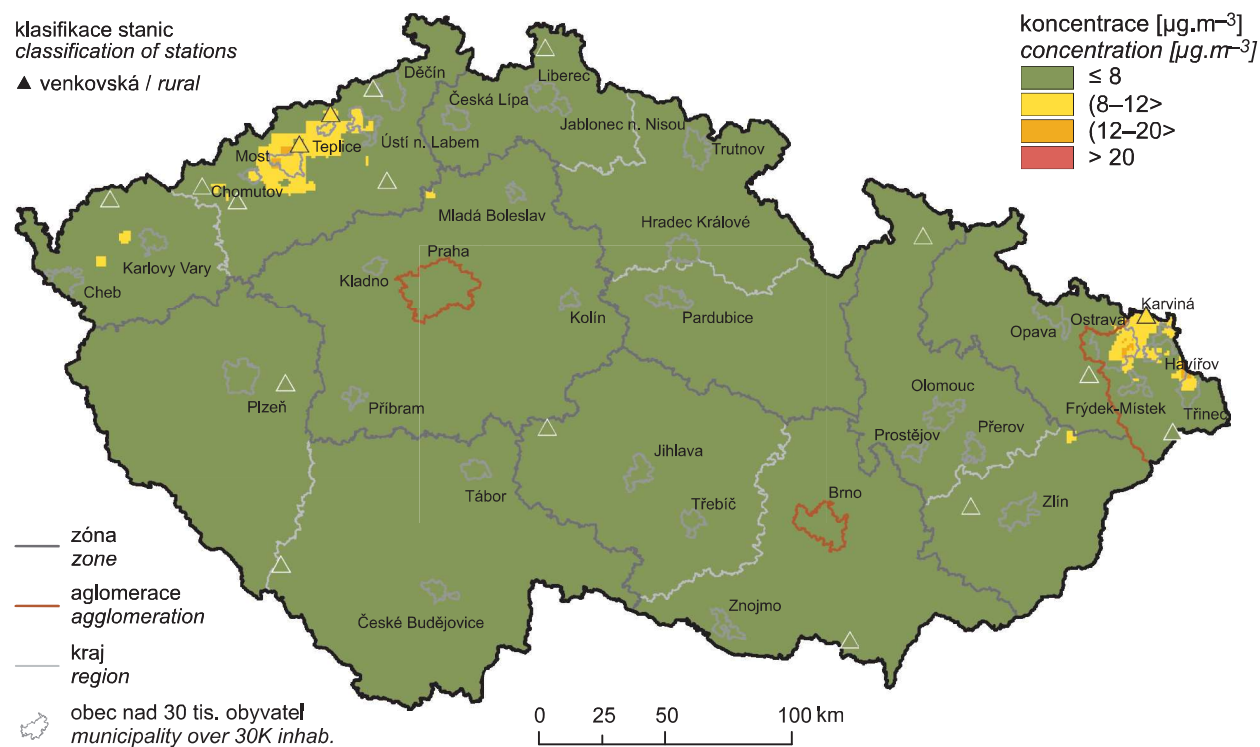 klasifikace stanic
classification of stations
▲ venkovská / rural
koncentrace [µg.m–3]
concentration [µg.m–3]
≤ 8
(8–12>
(12–20>
> 20
Děčín
Liberec
Česká Lípa
Jablonec n. Nisou
Teplice
Ústí n. Labem
Most
Trutnov
Chomutov
Mladá Boleslav
Hradec Králové
Karlovy Vary
Praha
Kladno
Cheb
Kolín
Pardubice
Karviná
Ostrava
Opava
Havířov
Olomouc
Plzeň
Příbram
Frýdek-Místek
Třinec
Prostějov
Přerov
Jihlava
Tábor
Třebíč
Brno
Zlín
zóna
zone
aglomerace
agglomeration
České Budějovice
Znojmo
kraj
region
obec nad 30 tis. obyvatel
municipality over 30K inhab.
0 25 50 100 km